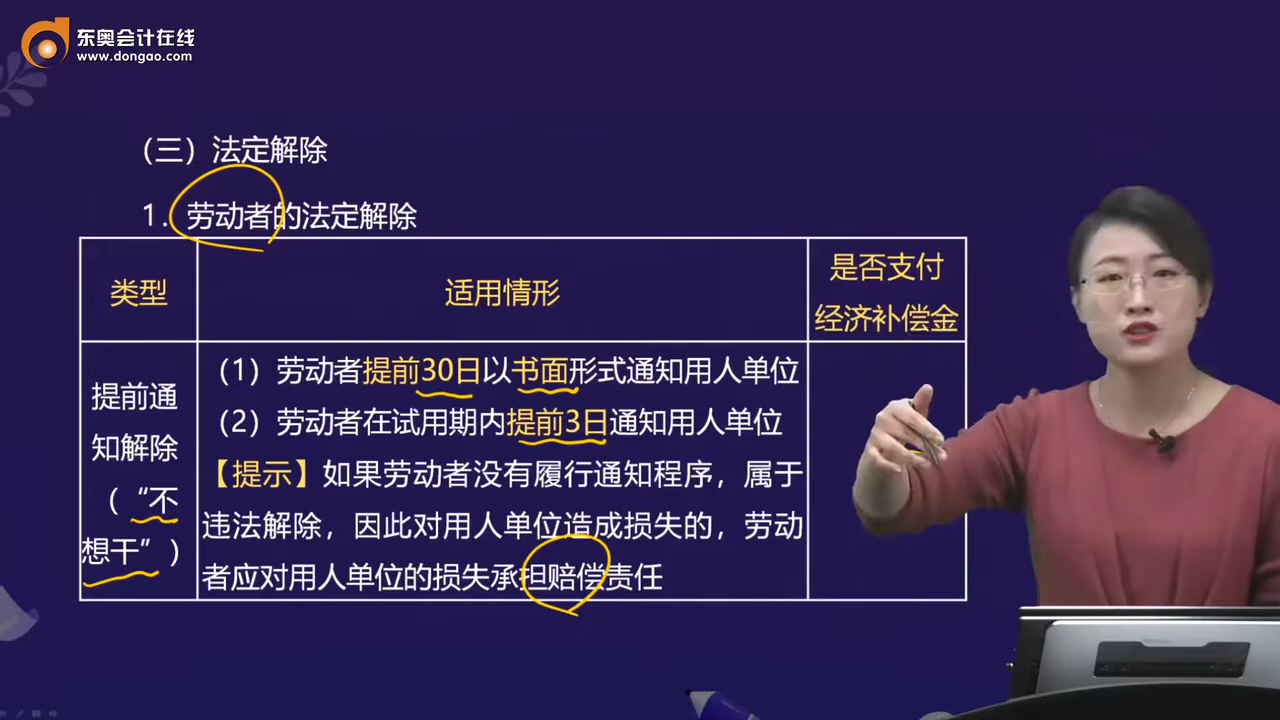 东奥会计在线
www.dongao.com
（三）法定解除
1. 劳动者的法定解除
类型
适用情形
是否支付
经济补偿金
提前通
知解除
（“不
想干”）
（1）劳动者提前30日以书面形式通知用人单位
（2）劳动者在试用期内提前3日通知用人单位
【提示】如果劳动者没有履行通知程序，属于
违法解除，因此对用人单位造成损失的，劳动
者应对用人单位的损失承担赔偿责任